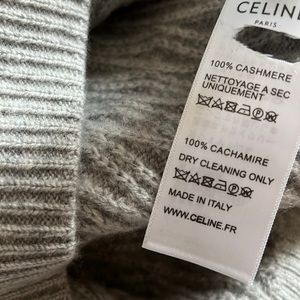 CELINE
PARIS
100% CASHMERE
NETTOYAGE A SEC
UNIQUEMENT
100% CACHAMIRE
DRY CLEANING ONLY
MADE IN ITALY
WWW.CELINE.FR